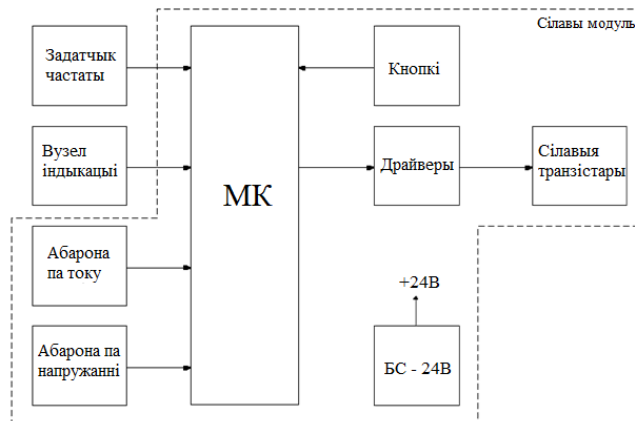 Сілавы модуль
Задатчык
частаты
Кнопкі
Вузел
індыкацыі
МК
Драйверы
Сілавыя
транзістары
Абарона
па току
+24В
Абарона па
напружанні
БС - 24В